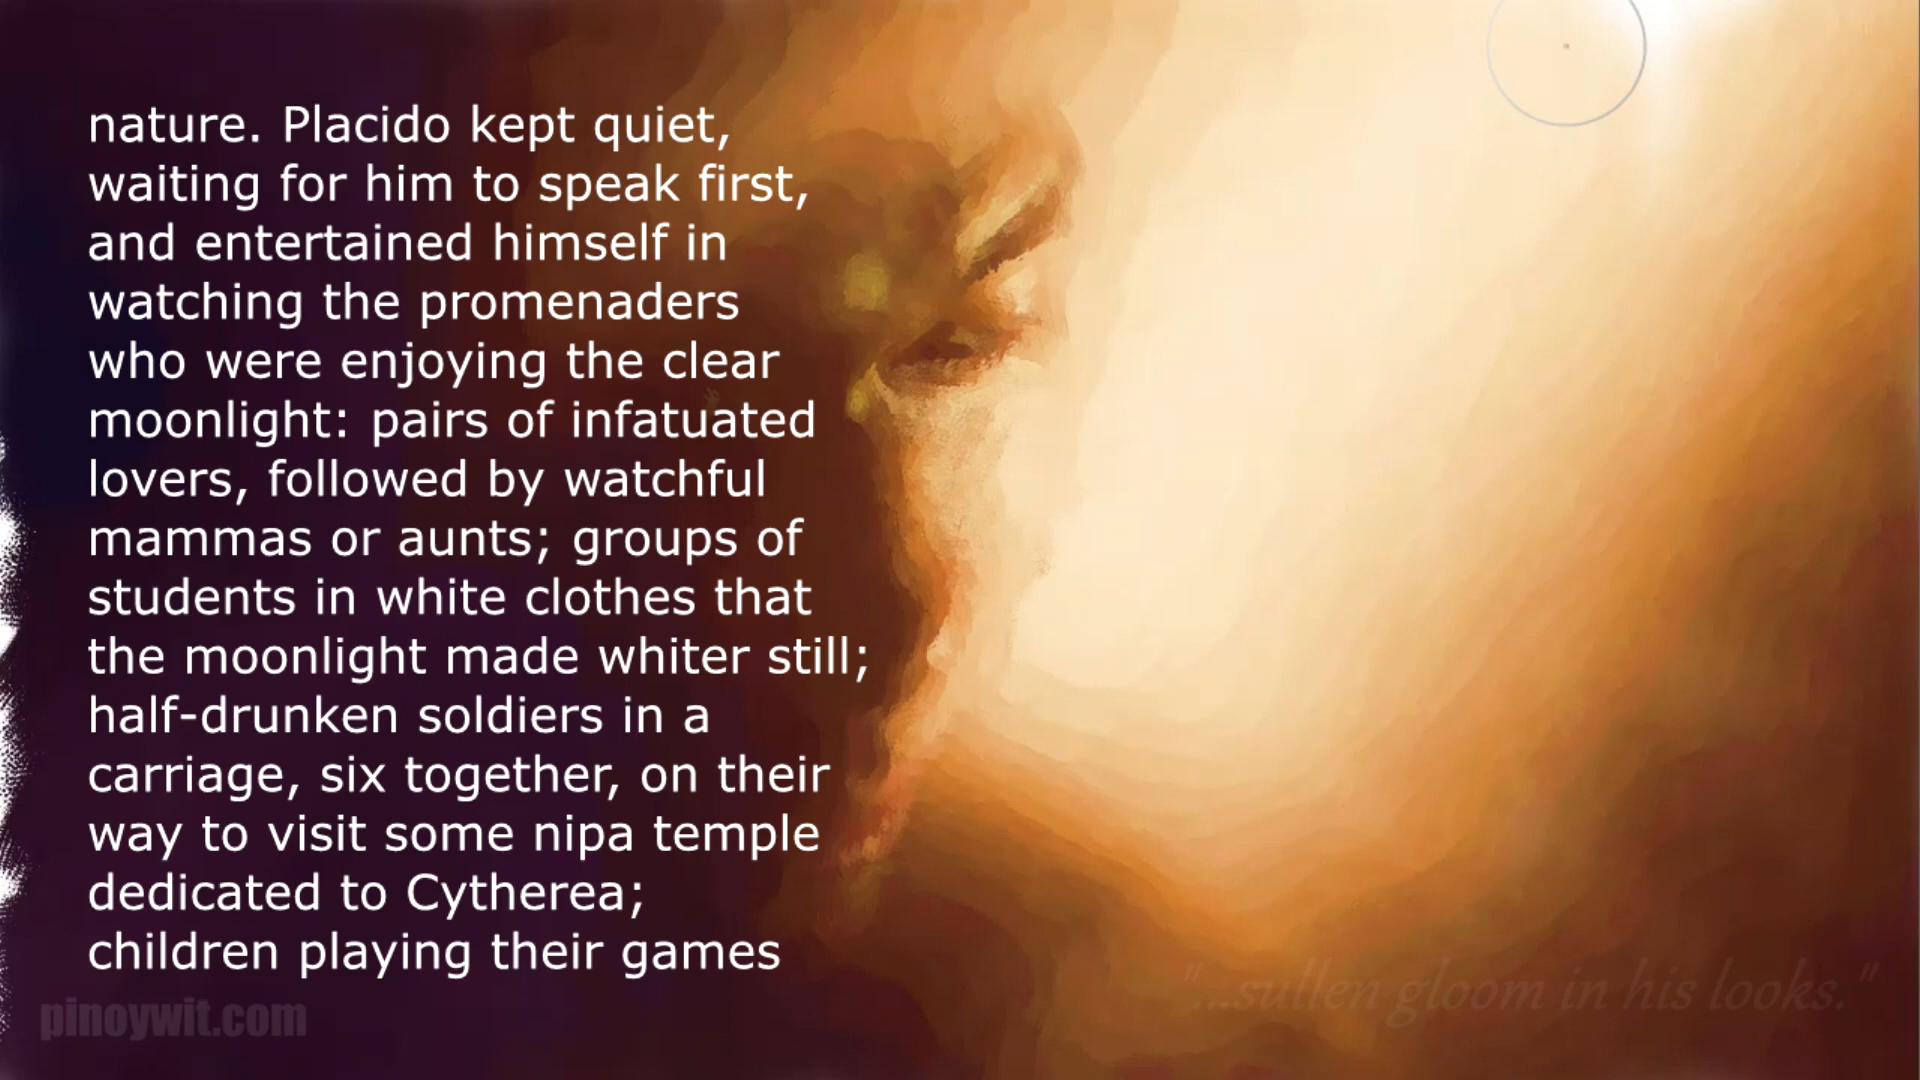 nature. Placido kept quiet,
waiting for him to speak first,
and entertained himself in
watching the promenaders
who were enjoying the clear
moonlight: pairs of infatuated
lovers, followed by watchful
mammas or aunts; groups of
students in white clothes that
the moonlight made whiter still;
half-drunken soldiers in a
carriage, six together, on their
way to visit some nipa temple
dedicated to Cytherea;
children playing their games
"...sullen gloom in his looks."
pinoywit.com